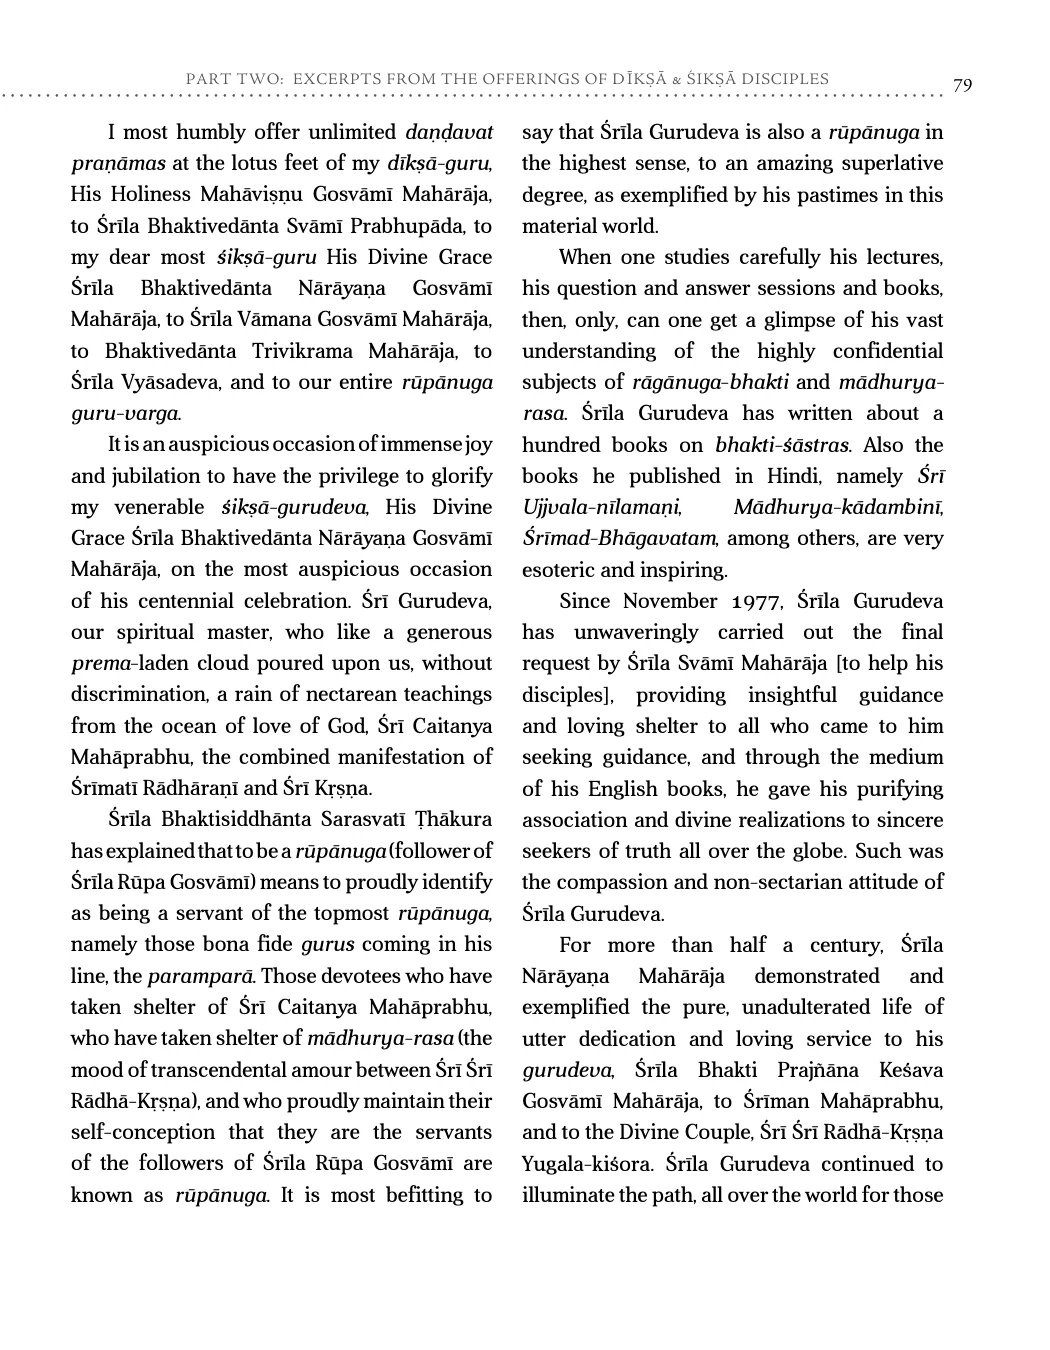 PART TWO: EXCERPTS FROM THE OFFERINGS OF DĪKṢĀ & ŚIKṢĀ DISCIPLES
79
I most humbly offer unlimited daṇḍavat
praṇāmas at the lotus feet of my dīkṣā-guru,
His Holiness Mahāviṣṇu Gosvāmī Mahārāja,
to Śrīla Bhaktivedānta Svāmī Prabhupāda, to
my dear most śikṣā-guru His Divine Grace
Śrīla Bhaktivedānta Nārāyaṇa Gosvāmī
Mahārāja, to Śrīla Vāmana Gosvāmī Mahārāja,
to Bhaktivedānta Trivikrama Mahārāja, to
Śrīla Vyāsadeva, and to our entire rūpānuga
guru-varga.
It is an auspicious occasion of immense joy
and jubilation to have the privilege to glorify
my venerable śikṣā-gurudeva, His Divine
Grace Śrīla Bhaktivedānta Nārāyaṇa Gosvāmī
Mahārāja, on the most auspicious occasion
of his centennial celebration. Śrī Gurudeva,
our spiritual master, who like a generous
prema-laden cloud poured upon us, without
discrimination, a rain of nectarean teachings
from the ocean of love of God, Śrī Caitanya
Mahāprabhu, the combined manifestation of
Śrīmatī Rādhāraṇī and Śrī Kṛṣṇa.
Śrīla Bhaktisiddhānta Sarasvatī Ṭhākura
has explained that to be a rūpānuga (follower of
Śrīla Rūpa Gosvāmī) means to proudly identify
as being a servant of the topmost rūpānuga,
namely those bona fide gurus coming in his
line, the paramparā. Those devotees who have
taken shelter of Śrī Caitanya Mahāprabhu,
who have taken shelter of mādhurya-rasa (the
mood of transcendental amour between Śrī Śrī
Rādhā-Kṛṣṇa), and who proudly maintain their
self-conception that they are the servants
of the followers of Śrīla Rūpa Gosvāmī are
known as rūpānuga. It is most befitting to
say that Śrīla Gurudeva is also a rūpānuga in
the highest sense, to an amazing superlative
degree, as exemplified by his pastimes in this
material world.
When one studies carefully his lectures,
his question and answer sessions and books,
then, only, can one get a glimpse of his vast
understanding of the highly confidential
subjects of rāgānuga-bhakti and mādhurya-
rasa. Śrīla Gurudeva has written about a
hundred books on bhakti-śāstras. Also the
books he published in Hindi, namely Śrī
Ujjvala-nīlamaṇi, Mādhurya-kādambinī,
Śrīmad-Bhāgavatam, among others, are very
esoteric and inspiring.
Since November 1977, Śrīla Gurudeva
has unwaveringly carried out the final
request by Śrīla Svāmī Mahārāja [to help his
disciples], providing insightful guidance
and loving shelter to all who came to him
seeking guidance, and through the medium
of his English books, he gave his purifying
association and divine realizations to sincere
seekers of truth all over the globe. Such was
the compassion and non-sectarian attitude of
Śrīla Gurudeva.
For more than half a century, Śrīla
Nārāyaṇa Mahārāja demonstrated and
exemplified the pure, unadulterated life of
utter dedication and loving service to his
gurudeva, Śrīla Bhakti Prajñāna Keśava
Gosvāmī Mahārāja, to Śrīman Mahāprabhu,
and to the Divine Couple, Śrī Śrī Rādhā-Kṛṣṇa
Yugala-kiśora. Śrīla Gurudeva continued to
illuminate the path, all over the world for those